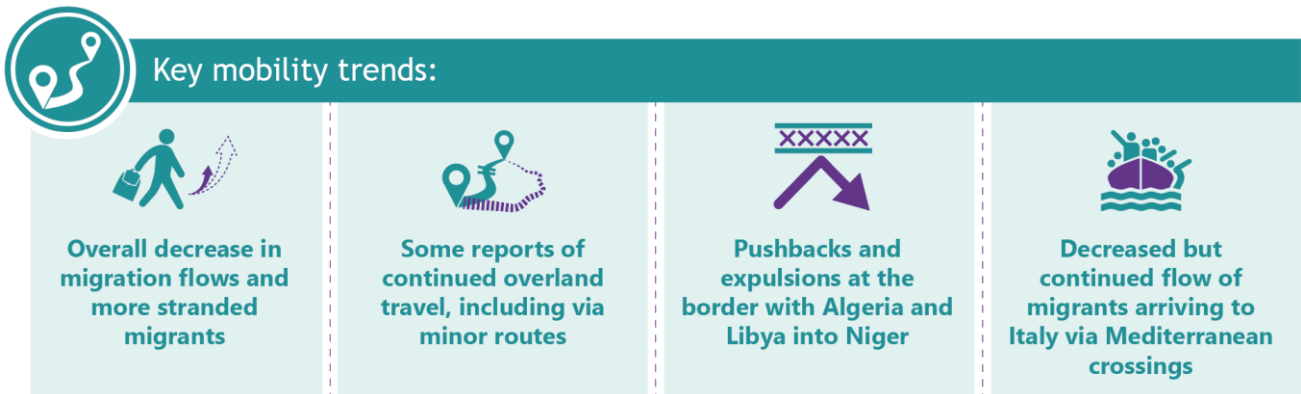 Key mobility trends:
Overall decrease in
migration flows and
more stranded
migrants
Some reports of
continued overland
travel, including via
minor routes
Pushbacks and
expulsions at the
border with Algeria and
Libya into Niger
Decreased but
continued flow of
migrants arriving to
Italy via Mediterranean
crossings